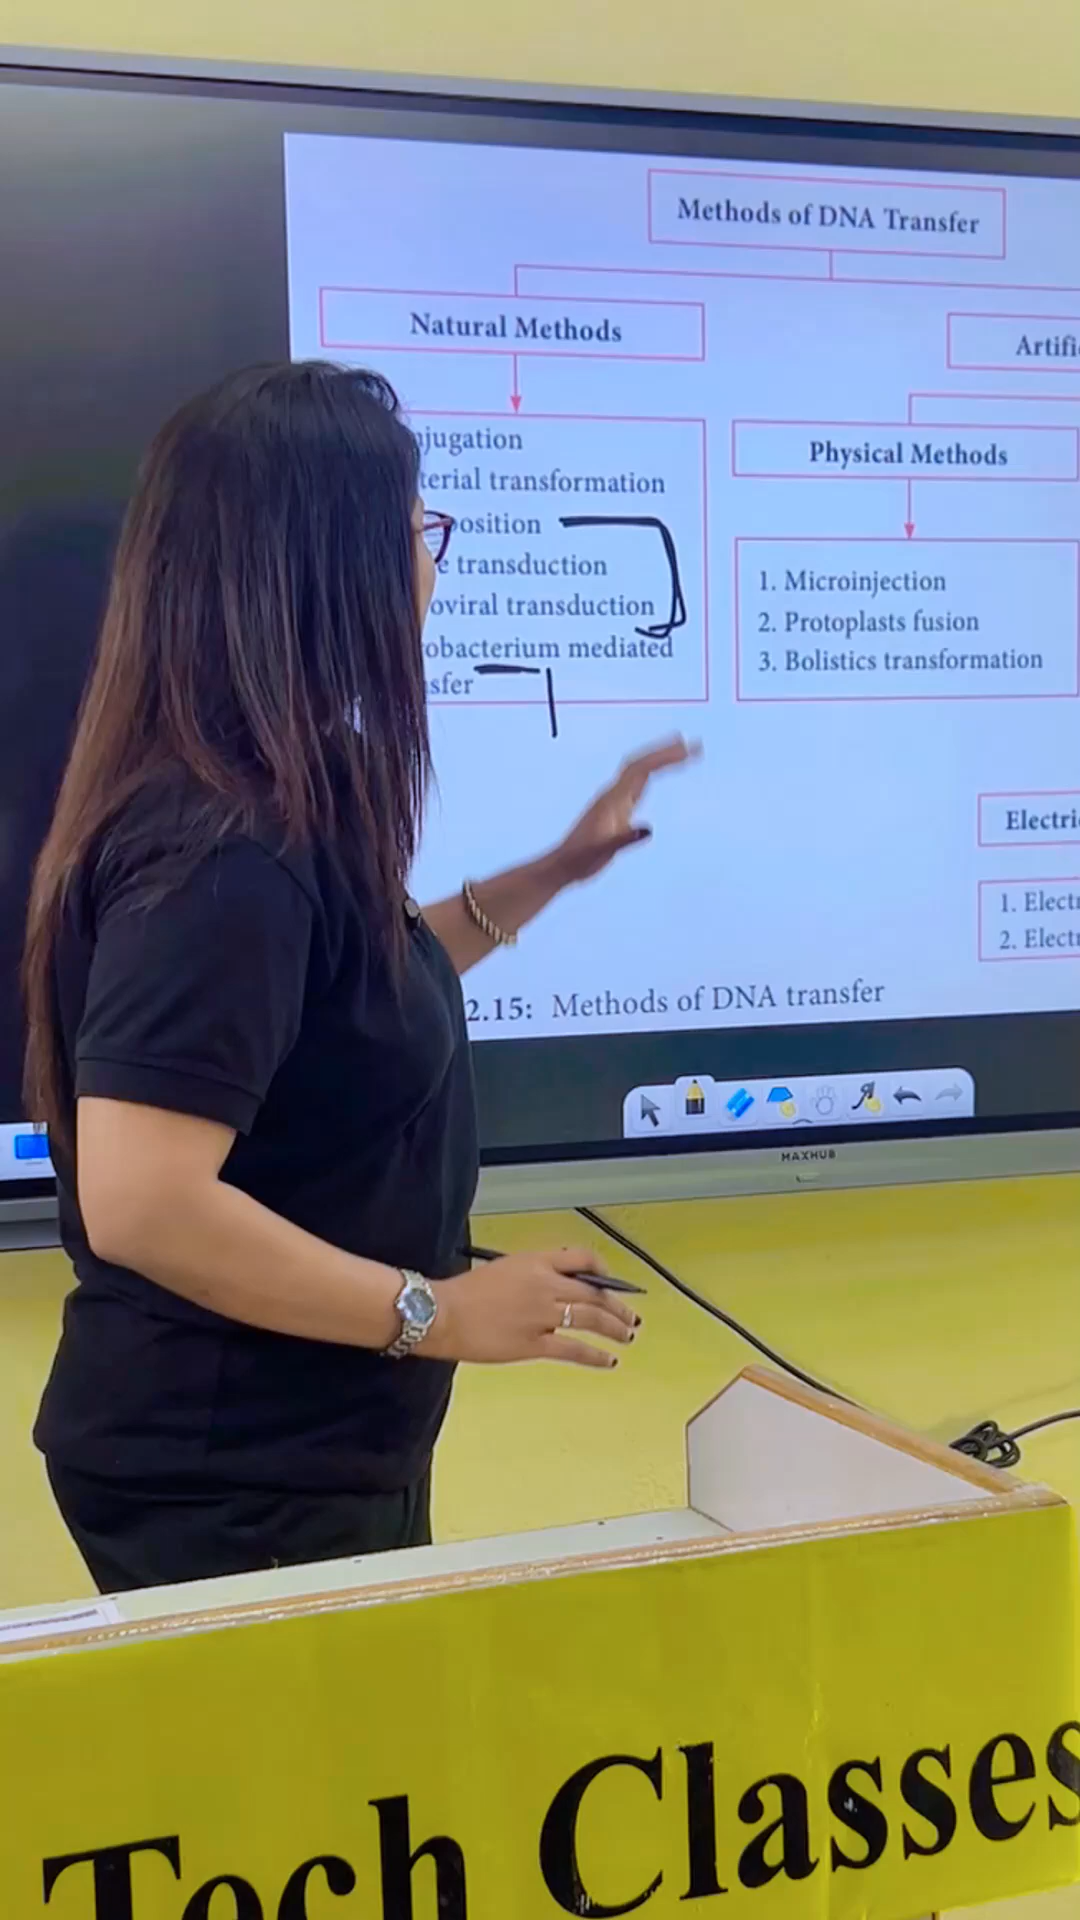 Methods of DNA Transfer
Natural Methods
Artifi
jugation
terial transformation
position
e transduction
oviral transduction
obacterium mediated
sfer
Physical Methods
1. Microinjection
2. Protoplasts fusion
3. Bolistics transformation
Electri
1. Elect
2. Elect
2.15: Methods of DNA transfer
MAXHUB
Tech Classes